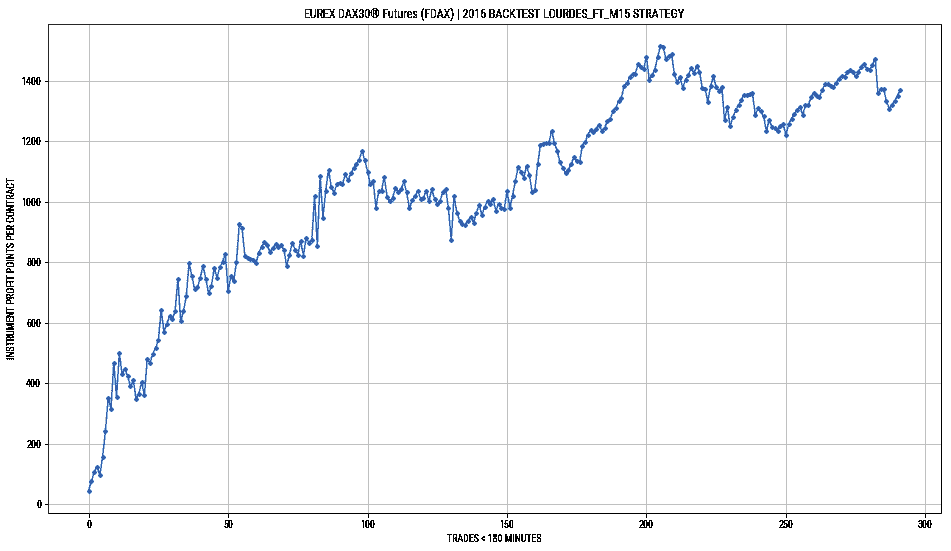 EUREX DAX30® Futures (FDAX) | 2016 BACKTEST LOURDES_FT_M15 STRATEGY
INSTRUMENT PROFIT POINTS PER CONTRACT
1400
1200
1000
800
600
400
200
0
0 50 100 150 200 250 300
TRADES < 180 MINUTES